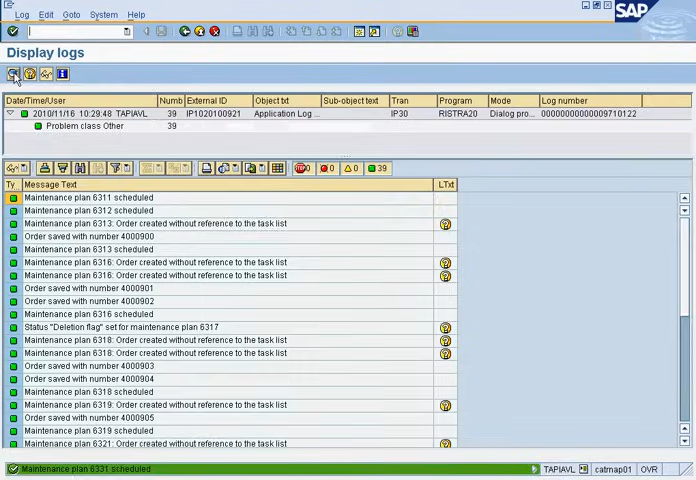 Log Edit Goto System Help
SAP
Display logs
Date/Time/User Numb External ID Object txt Sub-object text Tran Program Mode Log number
2010/11/16 10:29:48 TAPIAVL 39 IP1020100921 Application Log ... IP30 RISTRA20 Dialog pro... 00000000000009710122
Problem class Other 39
0 0 0 39
Ty... Message Text LTxt
Maintenance plan 6311 scheduled
Maintenance plan 6312 scheduled
Maintenance plan 6313: Order created without reference to the task list
Order saved with number 4000900
Maintenance plan 6313 scheduled
Maintenance plan 6316: Order created without reference to the task list
Maintenance plan 6316: Order created without reference to the task list
Order saved with number 4000901
Order saved with number 4000902
Maintenance plan 6316 scheduled
Status "Deletion flag" set for maintenance plan 6317
Maintenance plan 6318: Order created without reference to the task list
Maintenance plan 6318: Order created without reference to the task list
Order saved with number 4000903
Order saved with number 4000904
Maintenance plan 6318 scheduled
Maintenance plan 6319: Order created without reference to the task list
Order saved with number 4000905
Maintenance plan 6319 scheduled
Maintenance plan 6321: Order created without reference to the task list
Maintenance plan 6331 scheduled TAPIAVL catrnap01 OVR